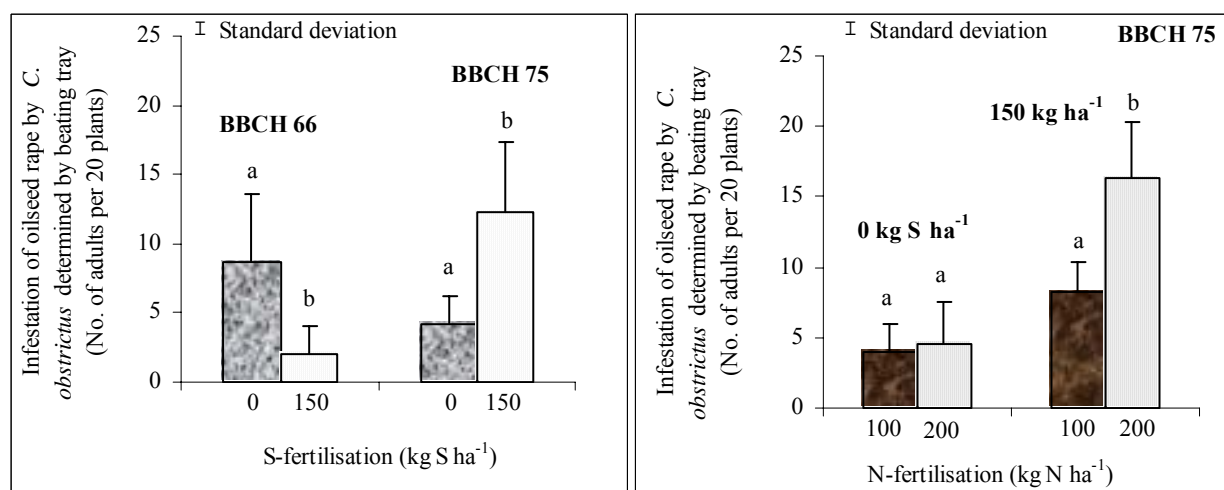 Infestation of oilseed rape by C.
obstrictus determined by beating tray
(No. of adults per 20 plants)
25
20
15
10
5
0
Standard deviation
BBCH 66
BBCH 75
a
b
a
b
0
150
0
150
S-fertilisation (kg S ha⁻¹)
Infestation of oilseed rape by C.
obstrictus determined by beating tray
(No. of adults per 20 plants)
25
20
15
10
5
0
Standard deviation
BBCH 75
0 kg S ha⁻¹
150 kg ha⁻¹
a
a
a
b
100
200
100
200
N-fertilisation (kg N ha⁻¹)